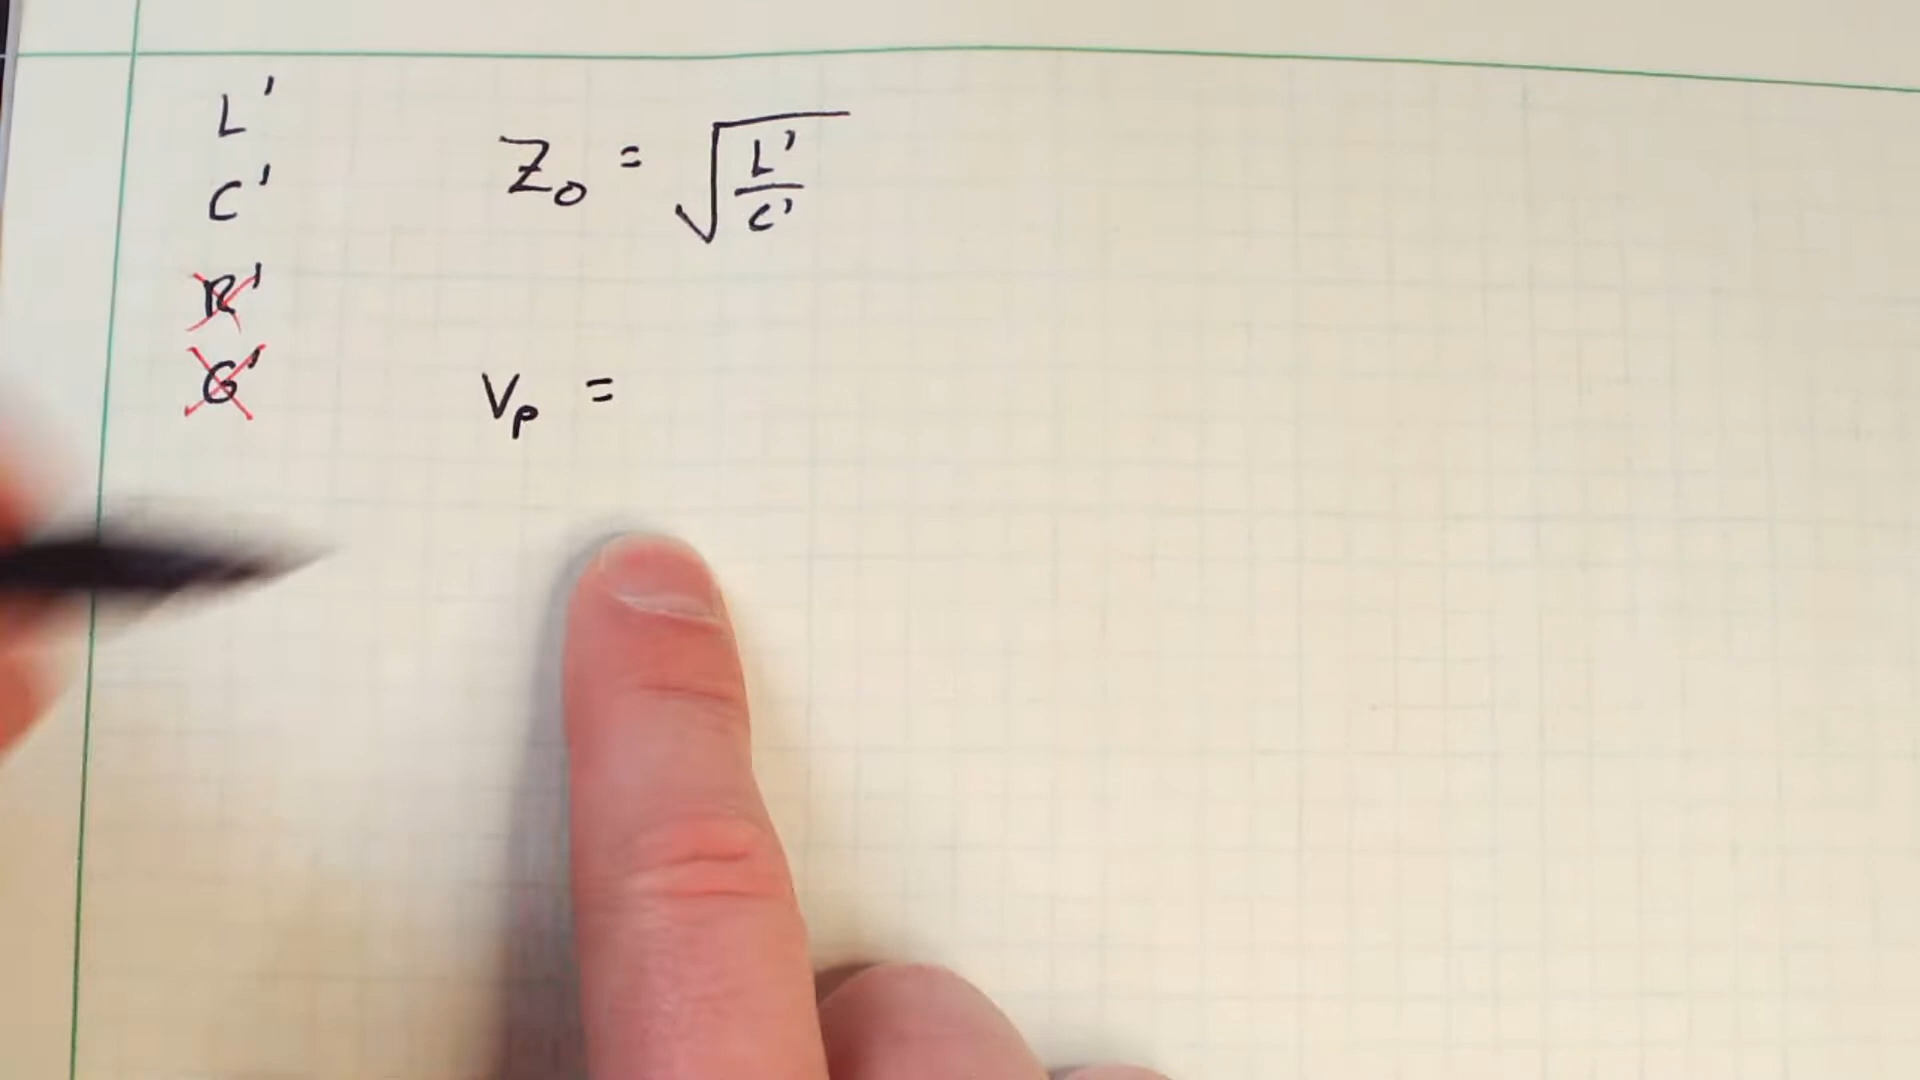 L'
C'
R'
G'
Z₀ = √(L'/C')
Vₚ =